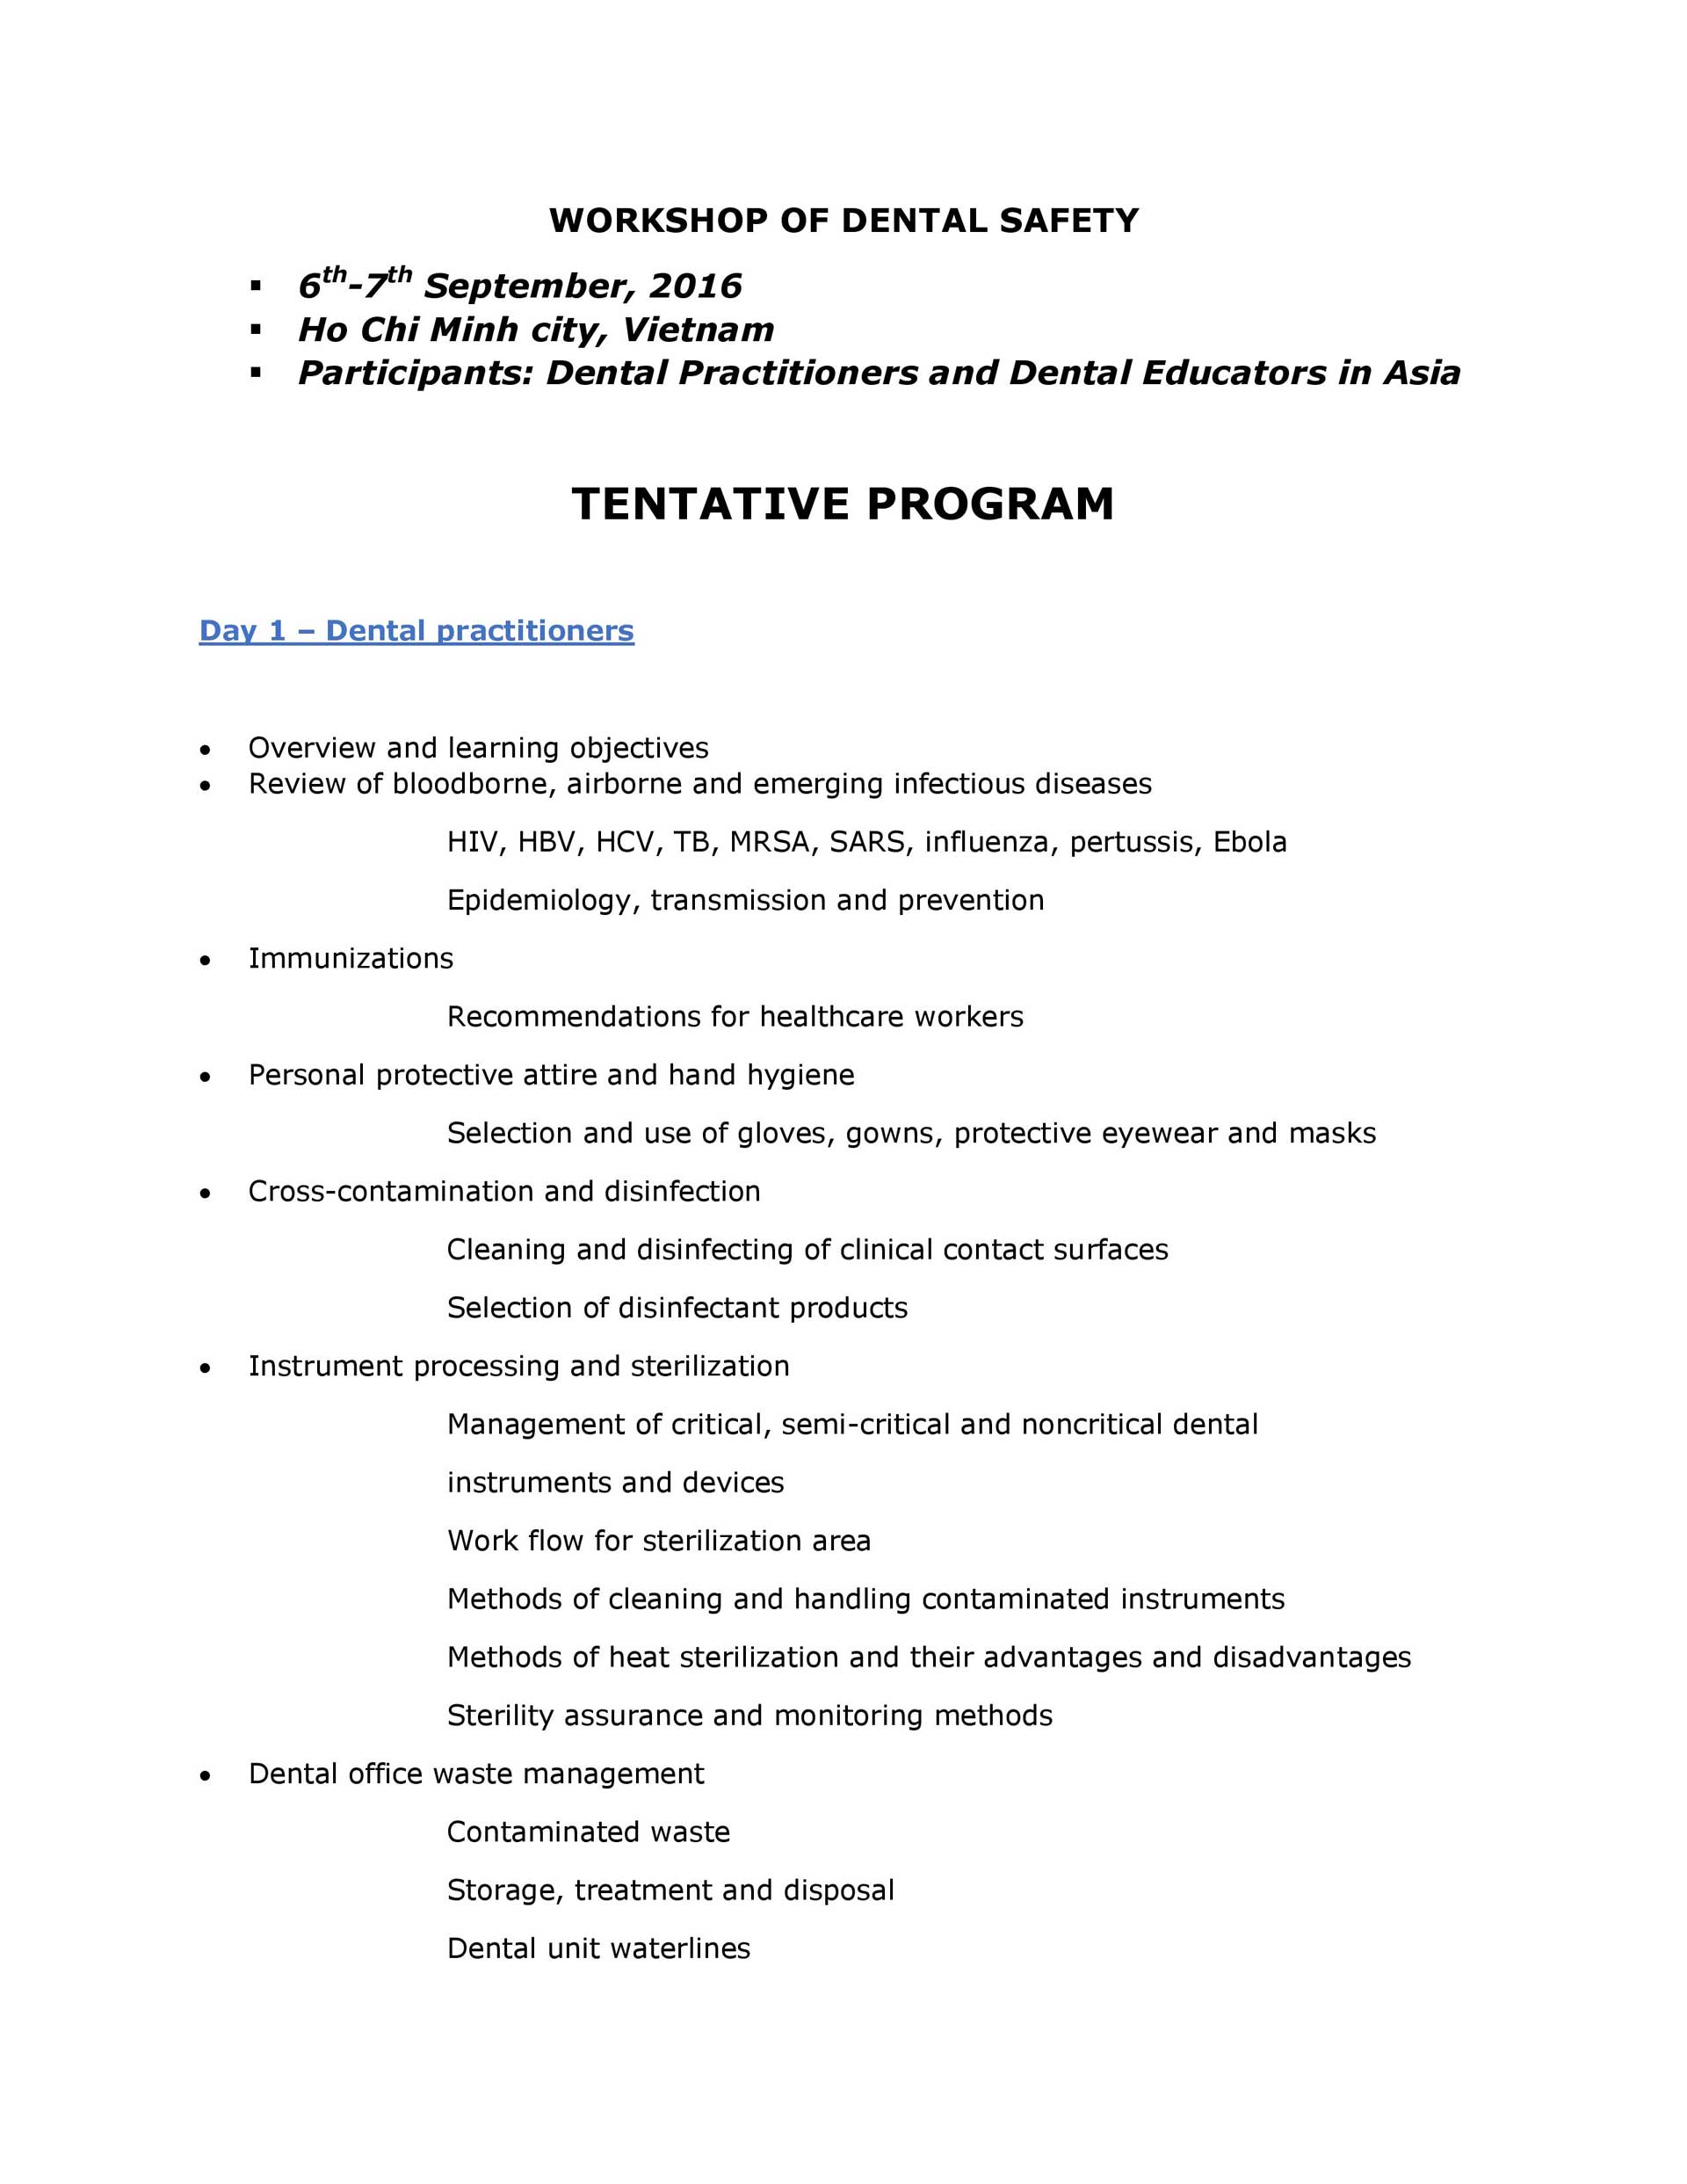 WORKSHOP OF DENTAL SAFETY
▪ 6th-7th September, 2016
▪ Ho Chi Minh city, Vietnam
▪ Participants: Dental Practitioners and Dental Educators in Asia
TENTATIVE PROGRAM
Day 1 – Dental practitioners
• Overview and learning objectives
• Review of bloodborne, airborne and emerging infectious diseases
HIV, HBV, HCV, TB, MRSA, SARS, influenza, pertussis, Ebola
Epidemiology, transmission and prevention
• Immunizations
Recommendations for healthcare workers
• Personal protective attire and hand hygiene
Selection and use of gloves, gowns, protective eyewear and masks
• Cross-contamination and disinfection
Cleaning and disinfecting of clinical contact surfaces
Selection of disinfectant products
• Instrument processing and sterilization
Management of critical, semi-critical and noncritical dental
instruments and devices
Work flow for sterilization area
Methods of cleaning and handling contaminated instruments
Methods of heat sterilization and their advantages and disadvantages
Sterility assurance and monitoring methods
• Dental office waste management
Contaminated waste
Storage, treatment and disposal
Dental unit waterlines